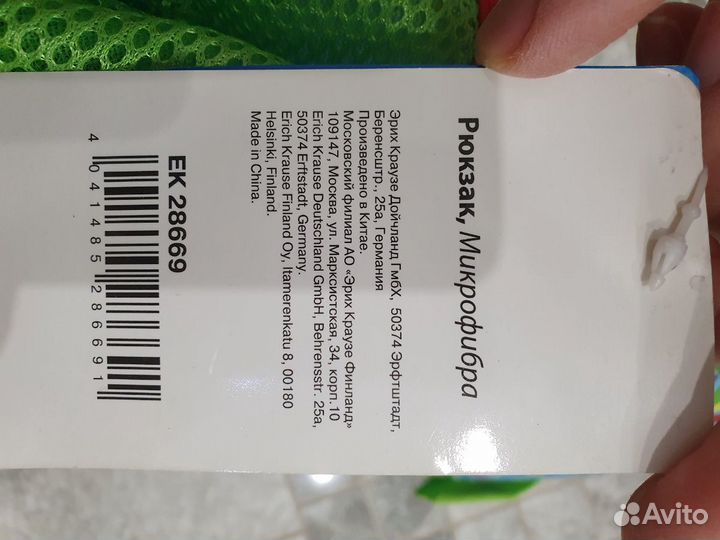 Рюкзак, Микрофибра
Эрих Краузе Дойчланд ГмбХ, 50374 Эрфтштадт,
Беренсштр., 25а, Германия
Произведено в Китае.
Московский филиал АО «Эрих Краузе Финланд»
109147, Москва, ул. Марксистская, 34, корп.10
Erich Krause Deutschland GmbH, Behrensstr. 25a,
50374 Erftstadt, Germany.
Erich Krause Finland Oy, Itamerenkatu 8, 00180
Helsinki, Finland.
Made in China.
EK 28669
4 041485 286691
Avito